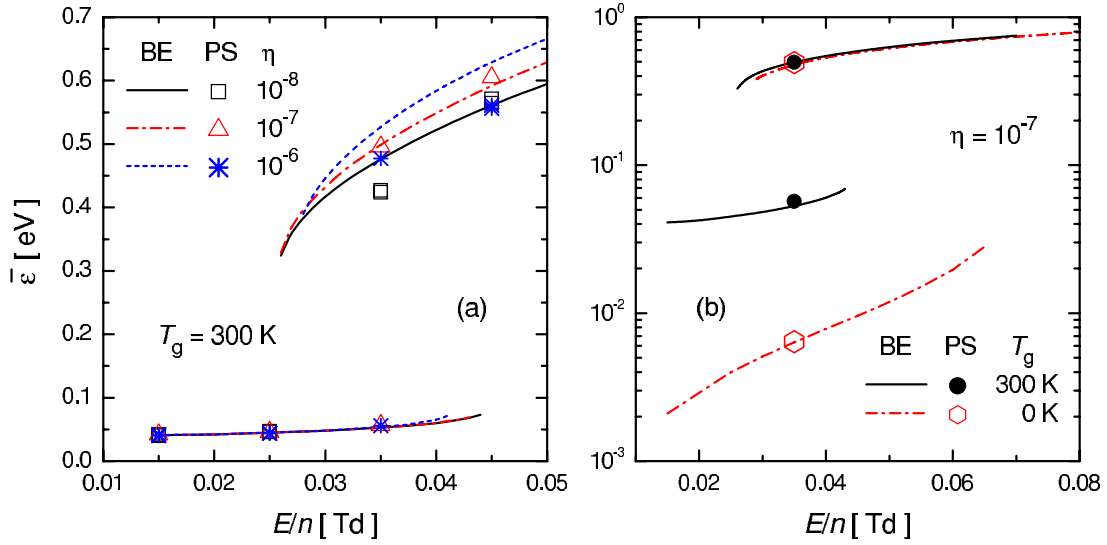 0.7
0.6
0.5
0.4
0.3
0.2
0.1
0.0
ε̄ [ eV ]
BE PS η
10⁻⁸
10⁻⁷
10⁻⁶
(a)
T_g = 300 K
0.01 0.02 0.03 0.04 0.05
E/n [ Td ]
10⁰
10⁻¹
10⁻²
10⁻³
η = 10⁻⁷
(b)
BE PS T_g
300 K
0 K
0.02 0.04 0.06 0.08
E/n [ Td ]